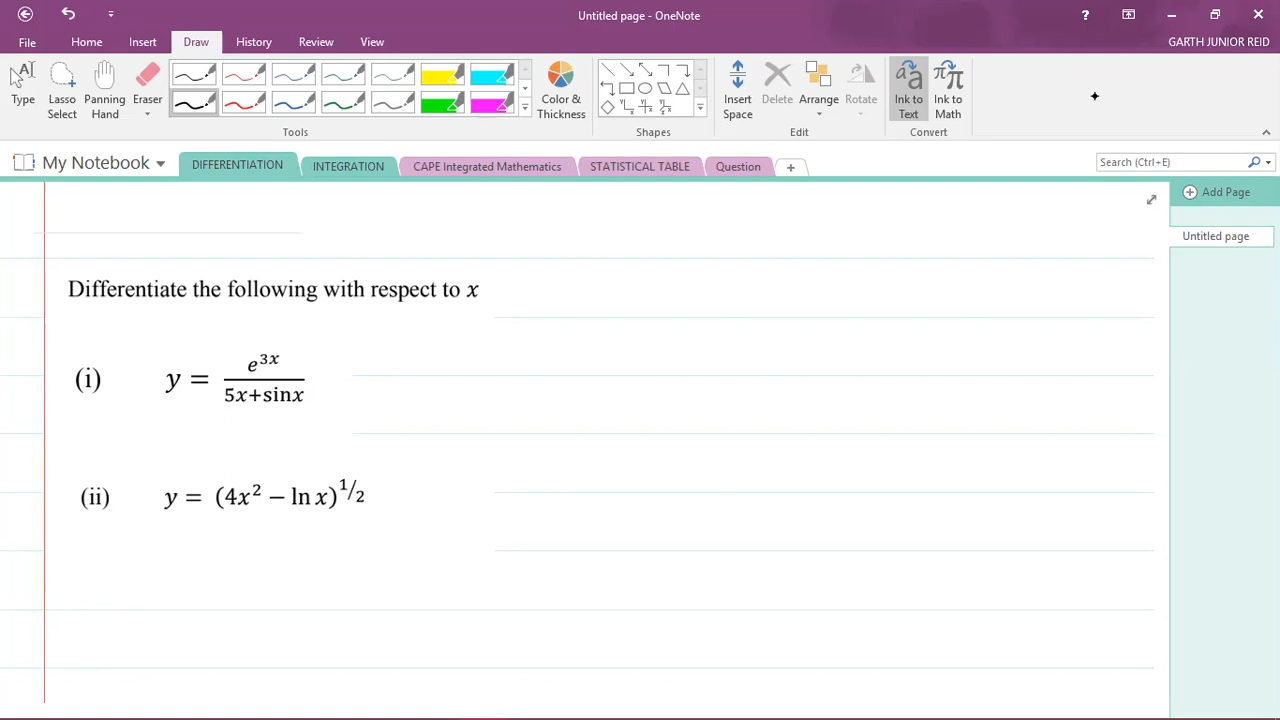 Untitled page - OneNote
?
File Home Insert Draw History Review View GARTH JUNIOR REID
Type Lasso Select Panning Hand Eraser Color & Thickness Insert Space Delete Arrange Rotate Ink to Text Ink to Math
Tools Shapes Edit Convert
My Notebook DIFFERENTIATION INTEGRATION CAPE Integrated Mathematics STATISTICAL TABLE Question + Search (Ctrl+E)
Add Page
Untitled page
Differentiate the following with respect to x
(i) y = e^{3x}/(5x+sinx)
(ii) y = (4x² − ln x)^{1/2}